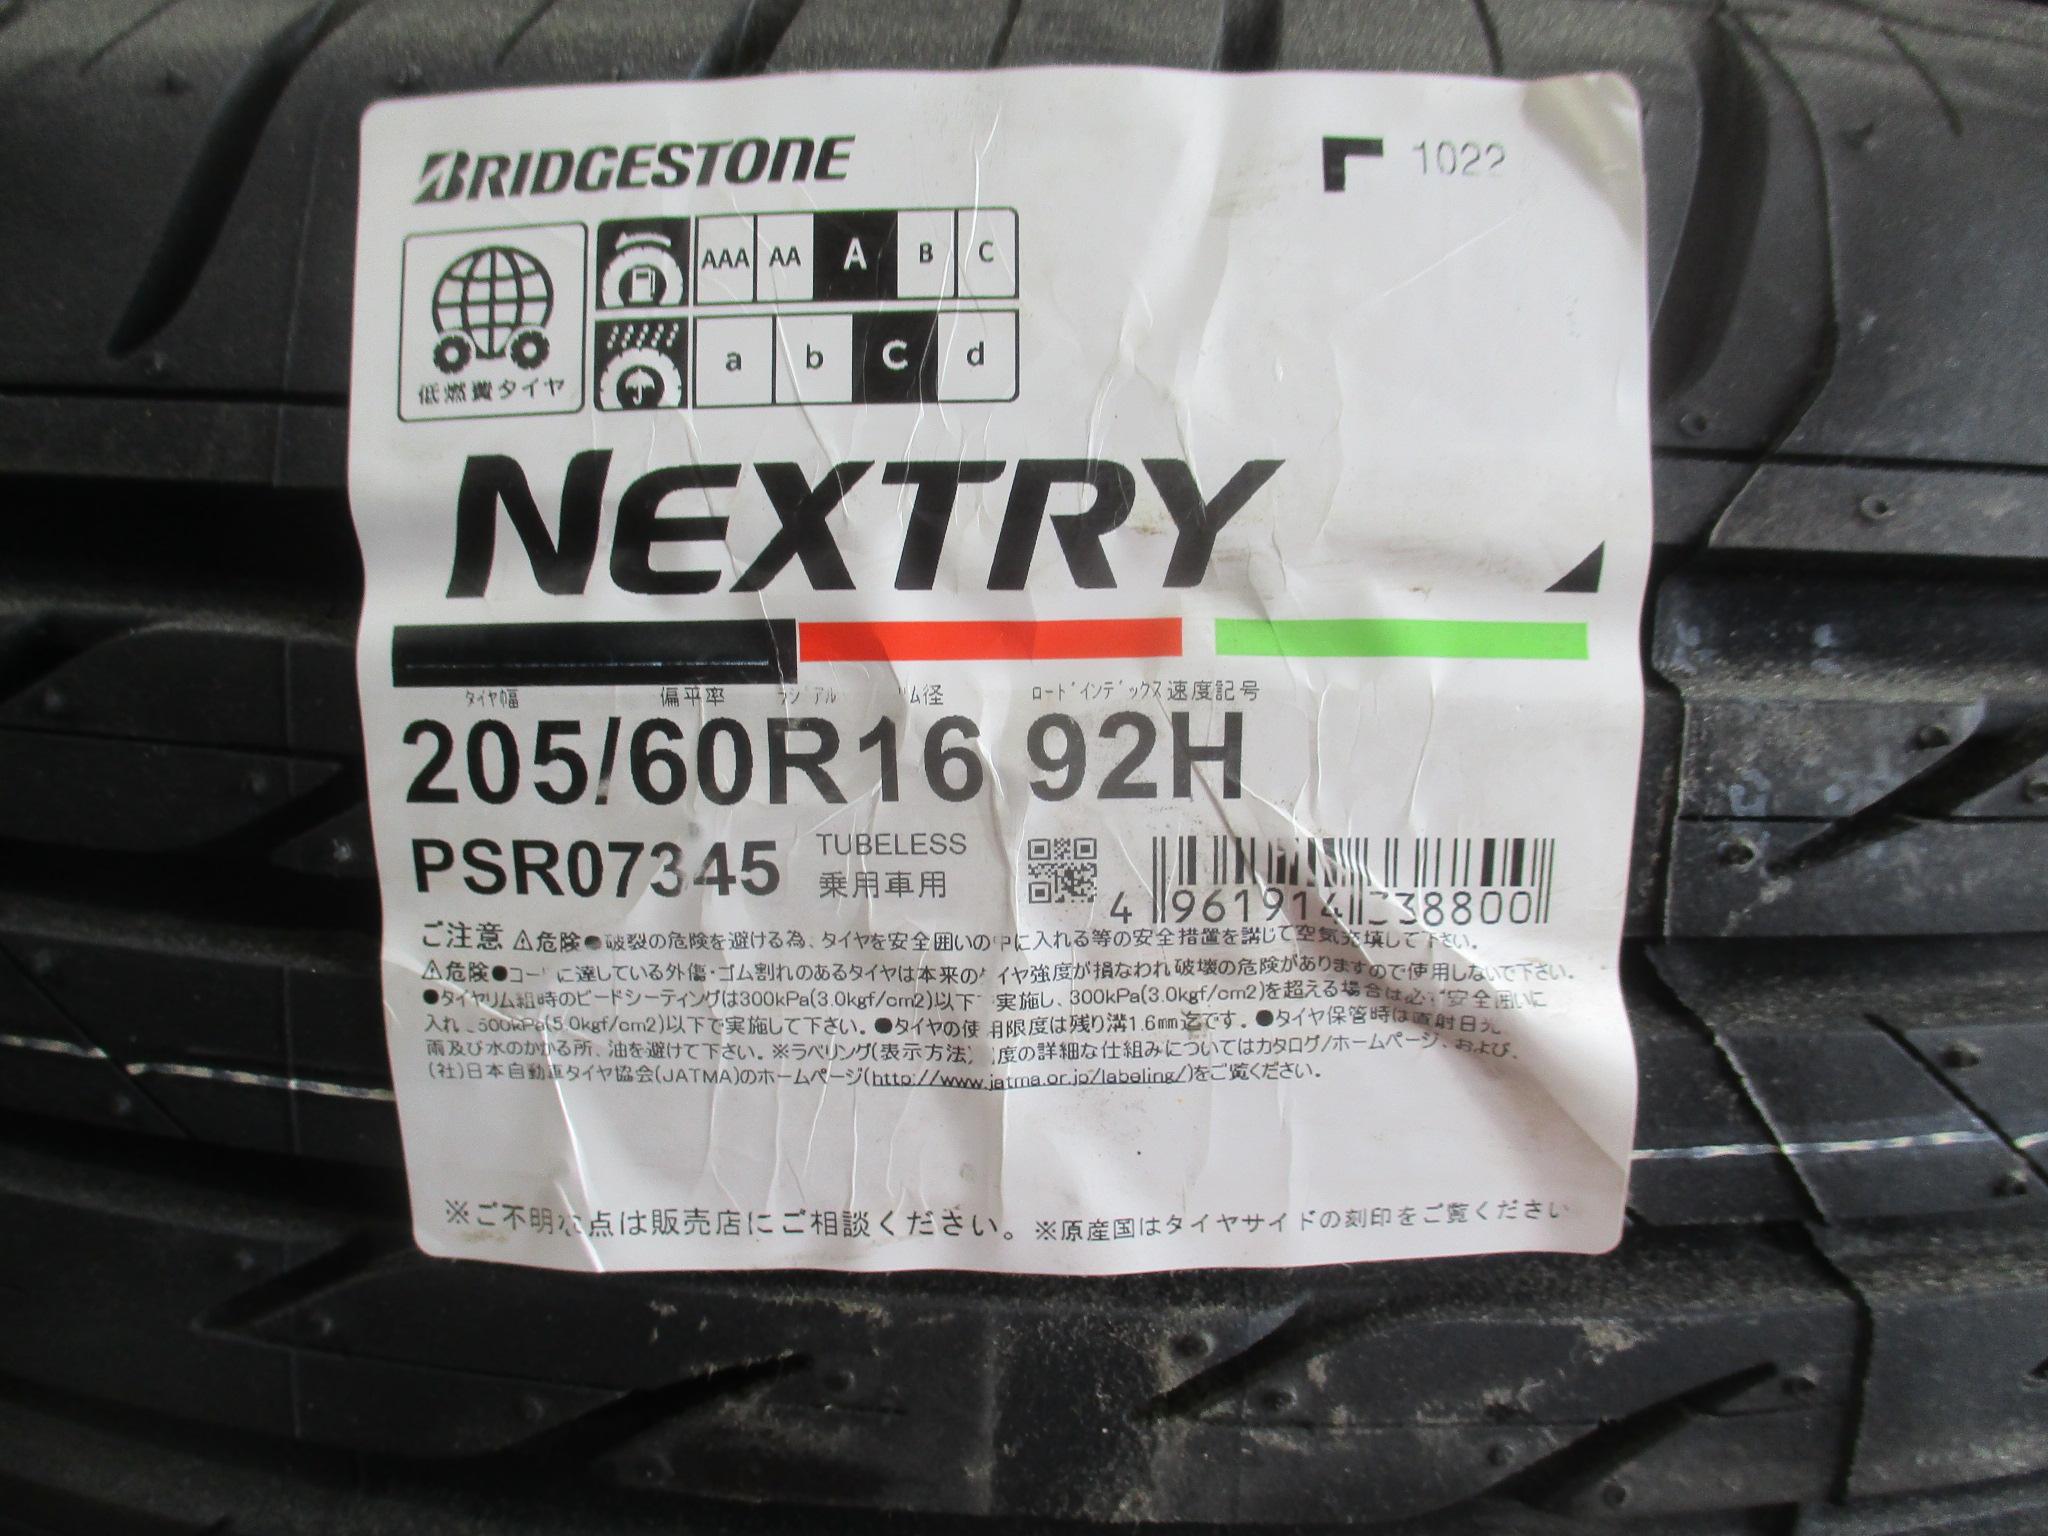 BRIDGESTONE
1022
AAA AA A B C
a b c d
低燃費タイヤ
NEXTRY
タイヤ幅 偏平率 ラジアル ム径 ロードインデックス 速度記号
205/60R16 92H
PSR07345
TUBELESS
乗用車用
4 961914 38800
ご注意 ⚠危険●破裂の危険を避ける為、タイヤを安全囲いの中に入れる等の安全措置を講じて空気充填して下さい。
⚠危険●コードに達している外傷・ゴム割れのあるタイヤは本来のタイヤ強度が損なわれ破壊の危険がありますので使用しないで下さい。
●タイヤリム組時のビードシーティングは300kPa(3.0kgf/cm2)以下で実施し、300kPa(3.0kgf/cm2)を超える場合は必ず安全囲いに
入れ 500kPa(5.0kgf/cm2)以下で実施して下さい。●タイヤの使用限度は残り溝1.6mm迄です。●タイヤ保管時は直射日光
雨及び水のかかる所、油を避けて下さい。※ラベリング(表示方法)制度の詳細な仕組みについてはカタログ/ホームページ、および、
(社)日本自動車タイヤ協会(JATMA)のホームページ(http://www.jatma.or.jp/labeling/)をご覧ください。
※ご不明な点は販売店にご相談ください。※原産国はタイヤサイドの刻印をご覧ください